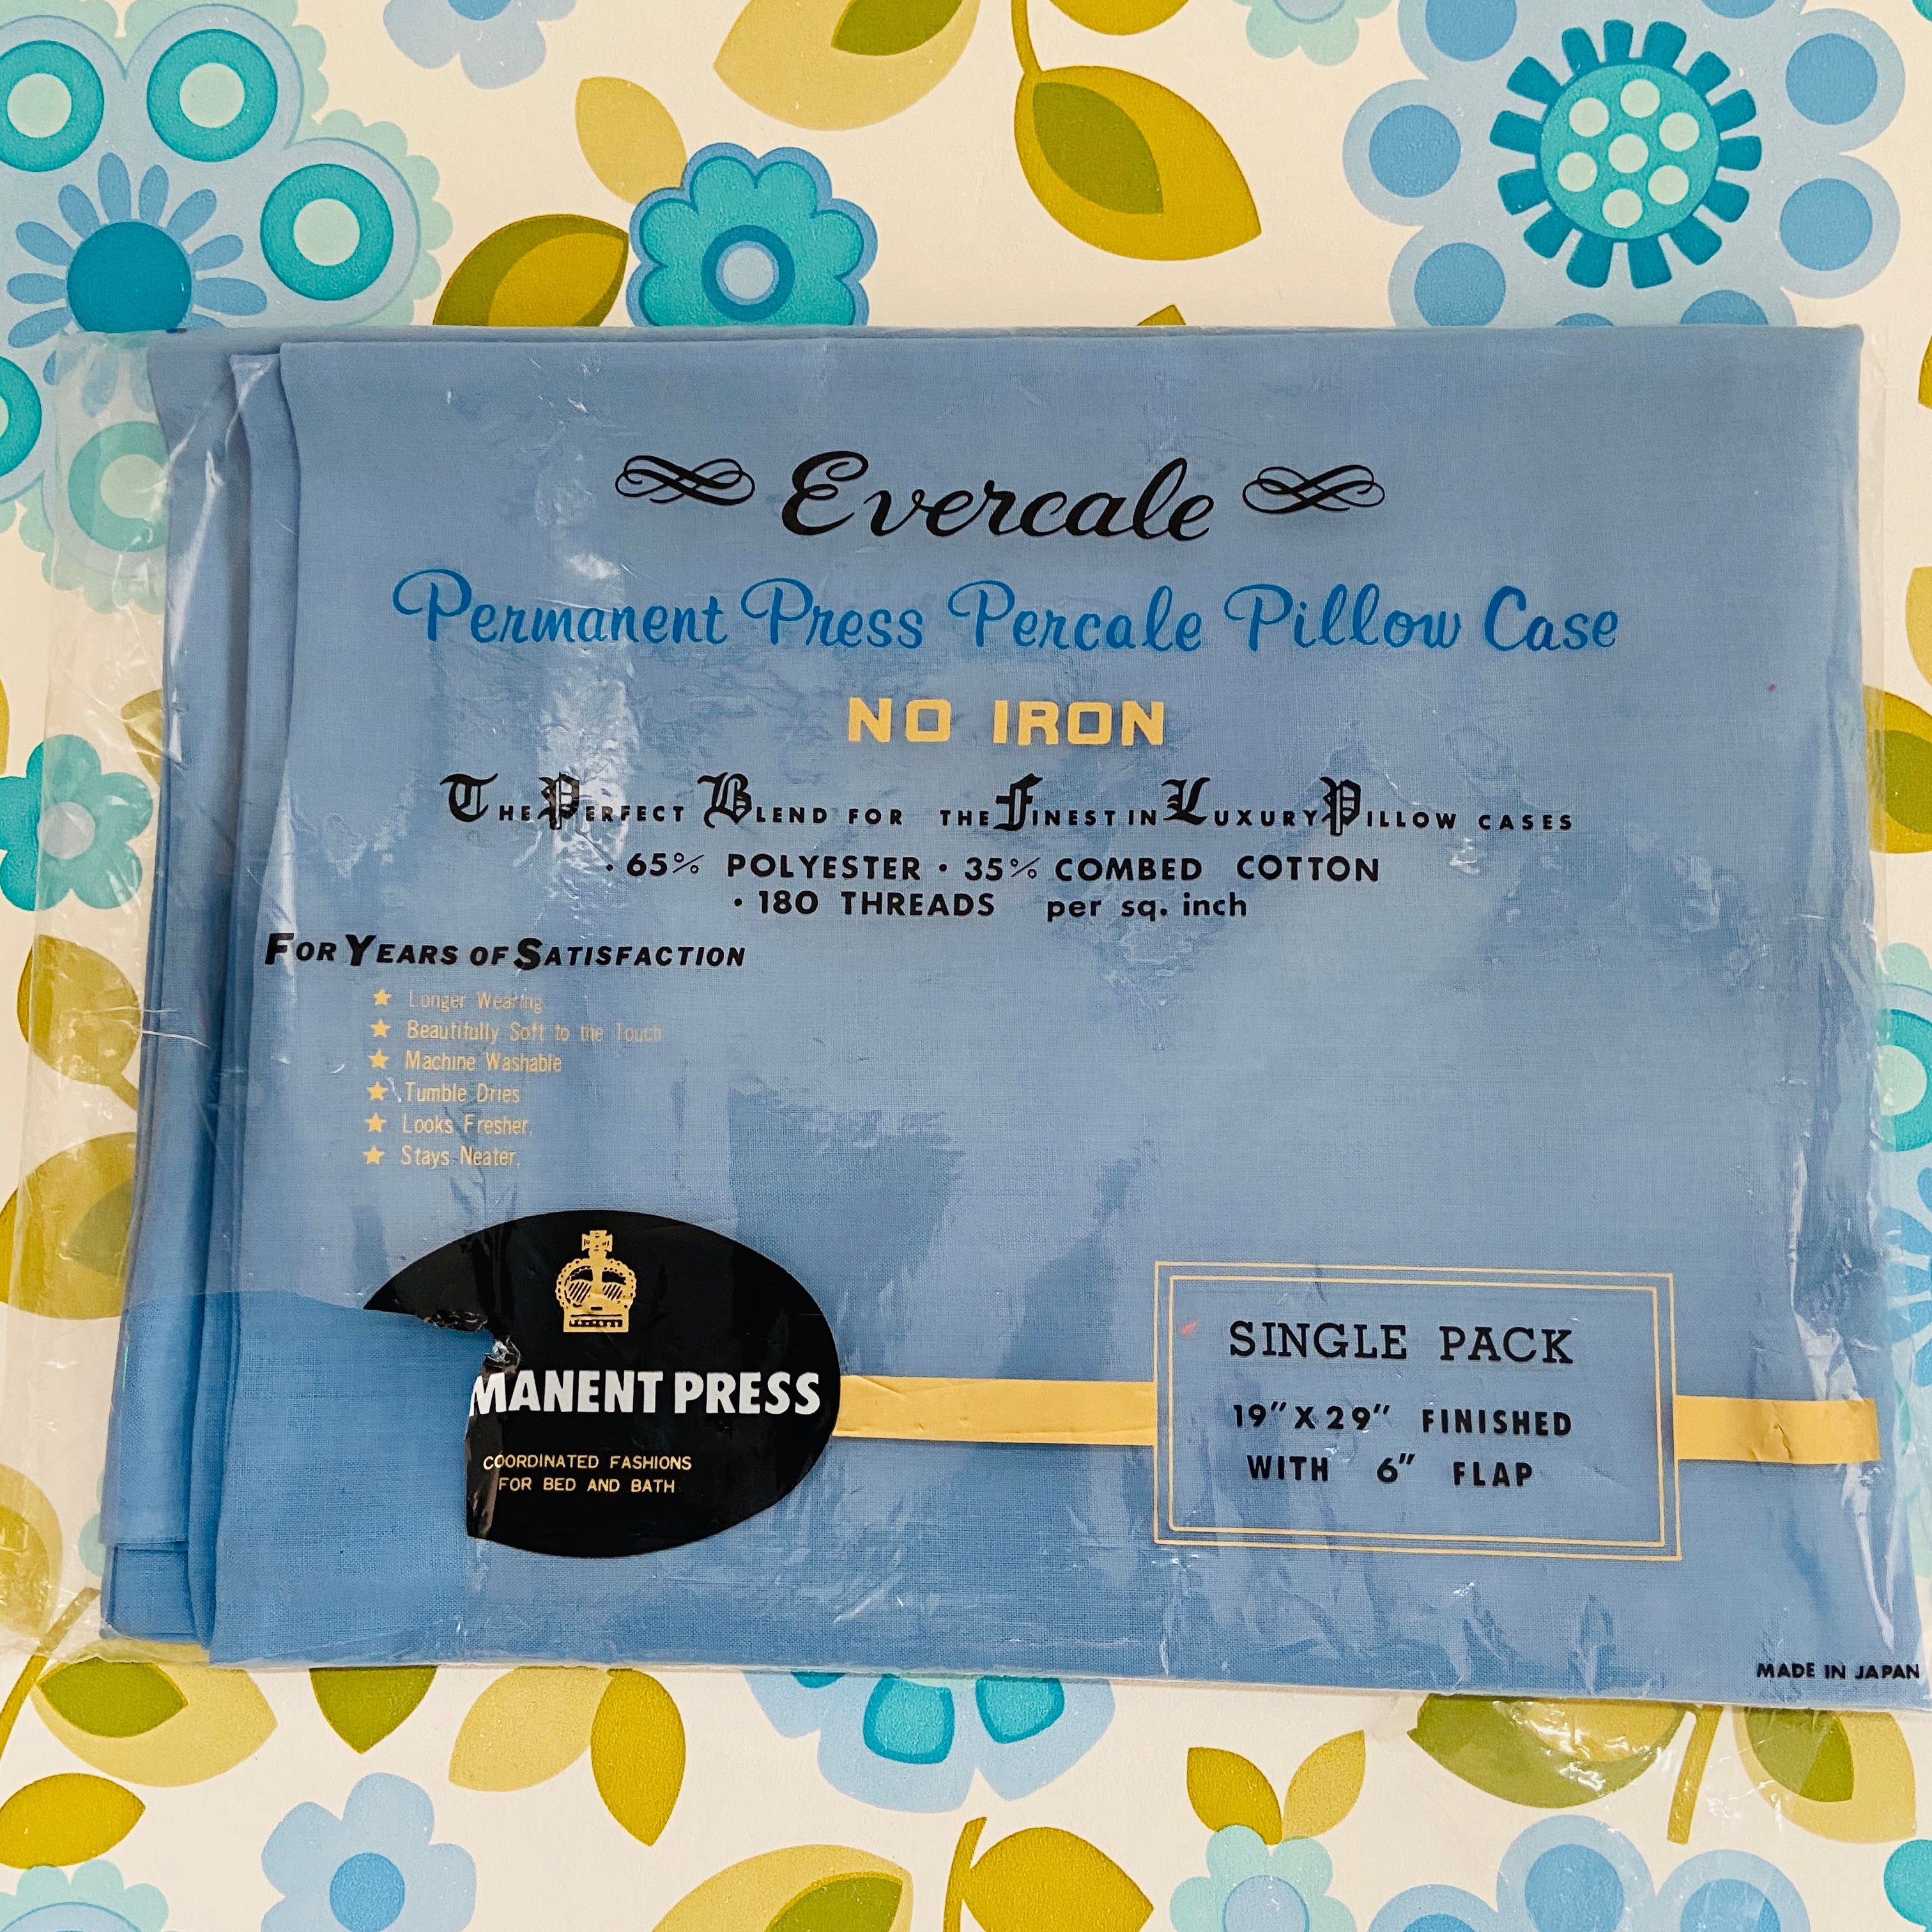 Evercale
Permanent Press Percale Pillow Case
NO IRON
THE PERFECT BLEND FOR THE FINEST IN LUXURY PILLOW CASES
• 65% POLYESTER • 35% COMBED COTTON
• 180 THREADS per sq. inch
FOR YEARS OF SATISFACTION
★ Longer Wearing
★ Beautifully Soft to the Touch
★ Machine Washable
★ Tumble Dries
★ Looks Fresher,
★ Stays Neater,
MANENT PRESS
COORDINATED FASHIONS
FOR BED AND BATH
SINGLE PACK
19" X 29" FINISHED
WITH 6" FLAP
MADE IN JAPAN